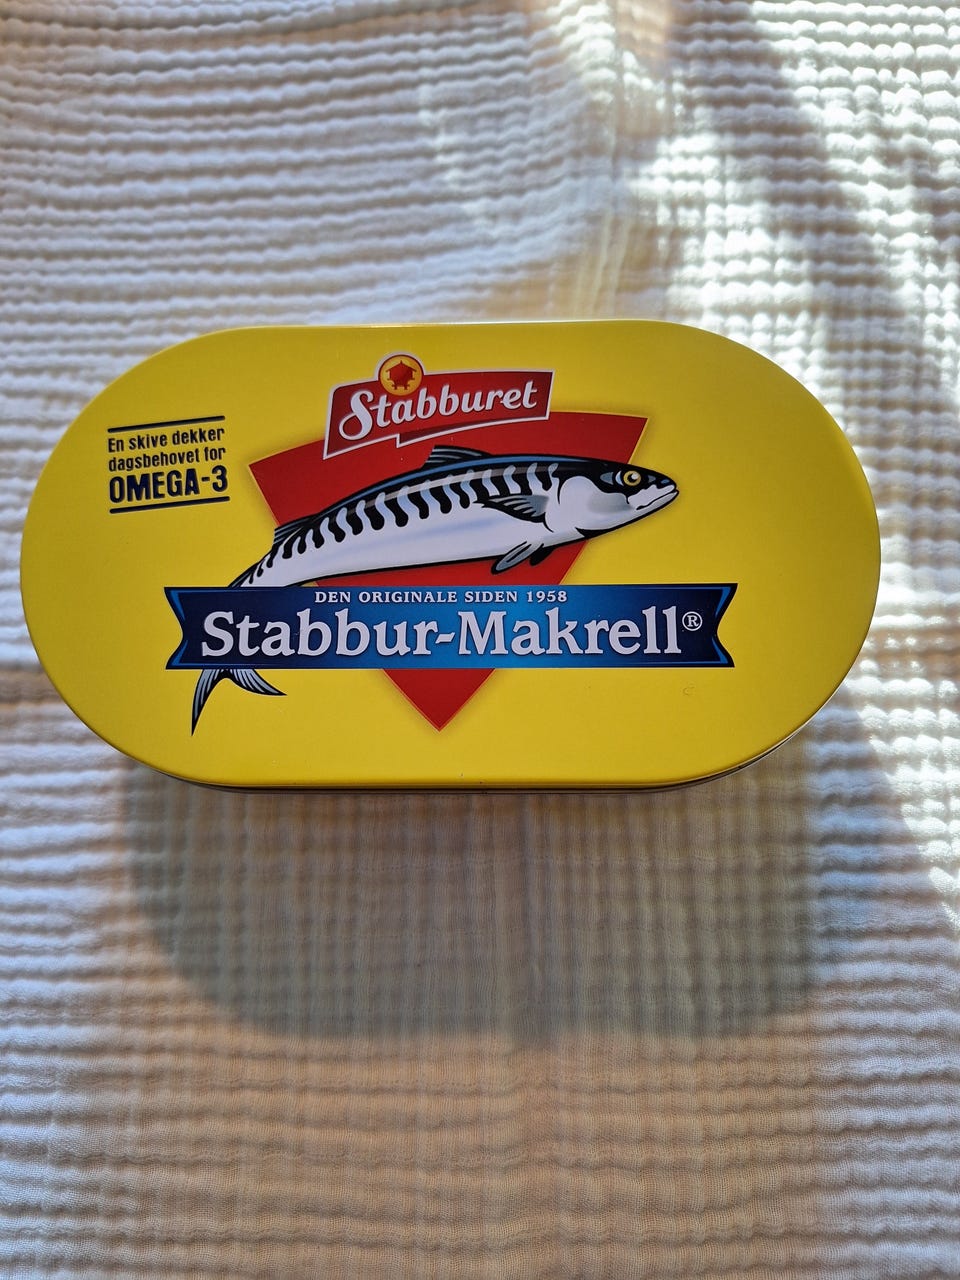 Stabburet
En skive dekker
dagsbehovet for
OMEGA-3
DEN ORIGINALE SIDEN 1958
Stabbur-Makrell®